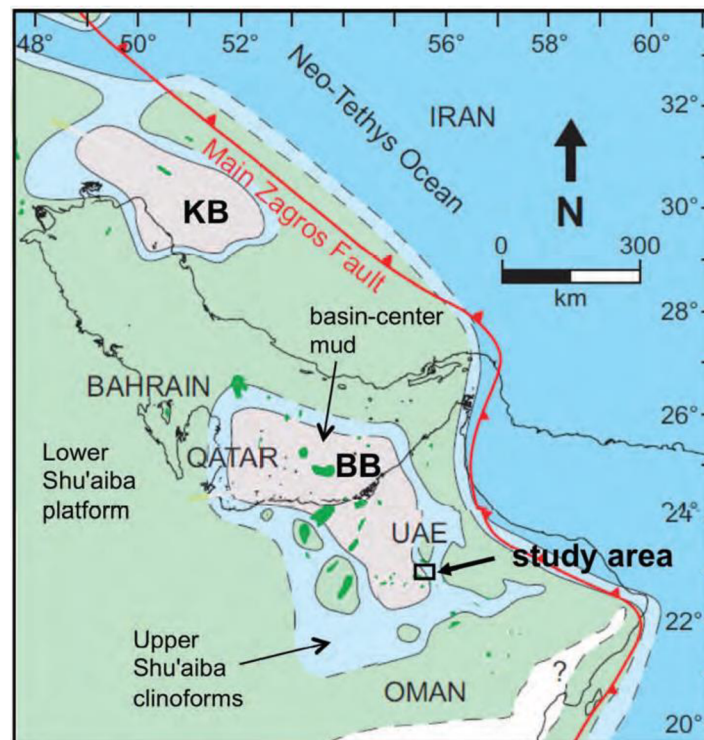 48° 50° 52° 54° 56° 58° 60°
Neo-Tethys Ocean
IRAN
32°
Main Zagros Fault
KB
30°
N
0 300
km
28°
basin-center
mud
BAHRAIN
26°
QATAR
BB
Lower
Shu'aiba
platform
24°
UAE
study area
22°
Upper
Shu'aiba
clinoforms
?
OMAN
20°